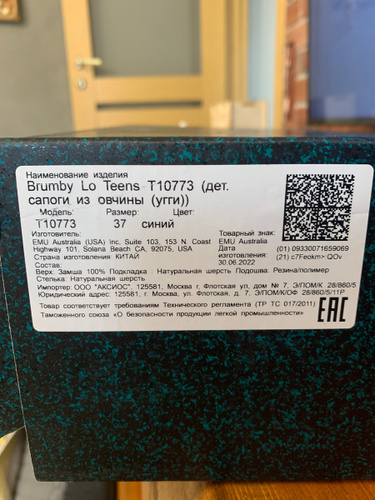 Наименование изделия
Brumby Lo Teens T10773 (дет.
сапоги из овчины (угги))
Модель: Размер: Цвет:
T10773 37 синий
Изготовитель: Товарный знак:
EMU Australia (USA) Inc. Suite 103, 153 N. Coast EMU Australia
Highway 101, Solana Beach CA, 92075, USA Дата
Страна изготовления КИТАЙ изготовления:
Состав: 30.06.2022
(01) 09330071659069
(21) c7Feokm> QOv
Верх: Замша 100% Подкладка : Натуральная шерсть Подошва: Резина/полимер
Стелька: Натуральная шерсть
Импортер: ООО "АКСИОС". 125581, Москва г, Флотская ул, дом № 7, Э/ПОМ/К 28/860/5
Юридический адрес: 125581, г. Москва, ул. Флотская, д. 7, Э/ПОМ/К/ОФ 28/860/5/11Р
Товар соответствует требованиям Технического регламента (ТР ТС 017/2011)
Таможенного союза «О безопасности продукции легкой промышленности»
EAC